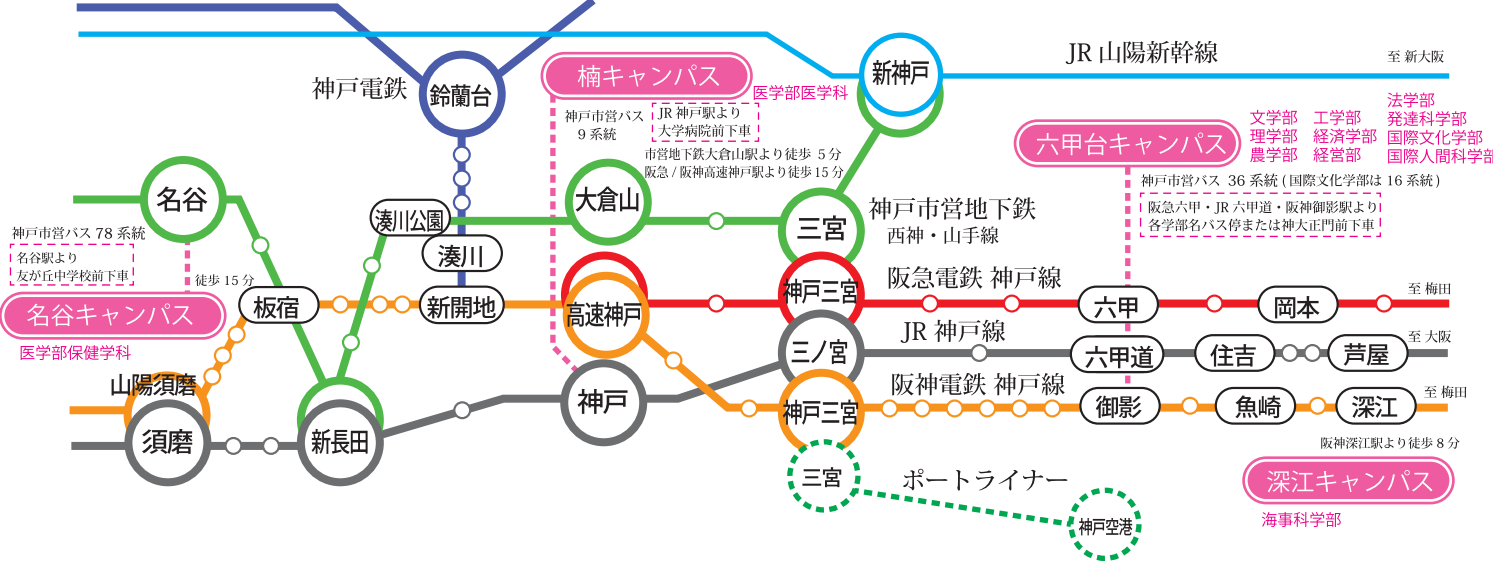 JR 山陽新幹線
至 新大阪
神戸電鉄
鈴蘭台
楠キャンパス
医学部医学科
新神戸
神戸市営バス
9 系統
JR 神戸駅より
大学病院前下車
市営地下鉄大倉山駅より徒歩 5 分
阪急 / 阪神高速神戸駅より徒歩 15 分
六甲台キャンパス
文学部
理学部
農学部
工学部
経済学部
経営学部
法学部
発達科学部
国際文化学部
国際人間科学部
神戸市営バス 36 系統 ( 国際文化学部は 16 系統 )
阪急六甲・JR 六甲道・阪神御影駅より
各学部名バス停または神大正門前下車
名谷
大倉山
湊川公園
湊川
三宮
神戸市営地下鉄
西神・山手線
神戸市営バス 78 系統
名谷駅より
友が丘中学校前下車
徒歩 15 分
名谷キャンパス
医学部保健学科
板宿
新開地
高速神戸
神戸三宮
阪急電鉄 神戸線
六甲
岡本
至 梅田
三ノ宮
JR 神戸線
六甲道
住吉
芦屋
至 大阪
山陽須磨
須磨
新長田
神戸
神戸三宮
阪神電鉄 神戸線
御影
魚崎
深江
至 梅田
阪神深江駅より徒歩 8 分
深江キャンパス
海事科学部
三宮
ポートライナー
神戸空港